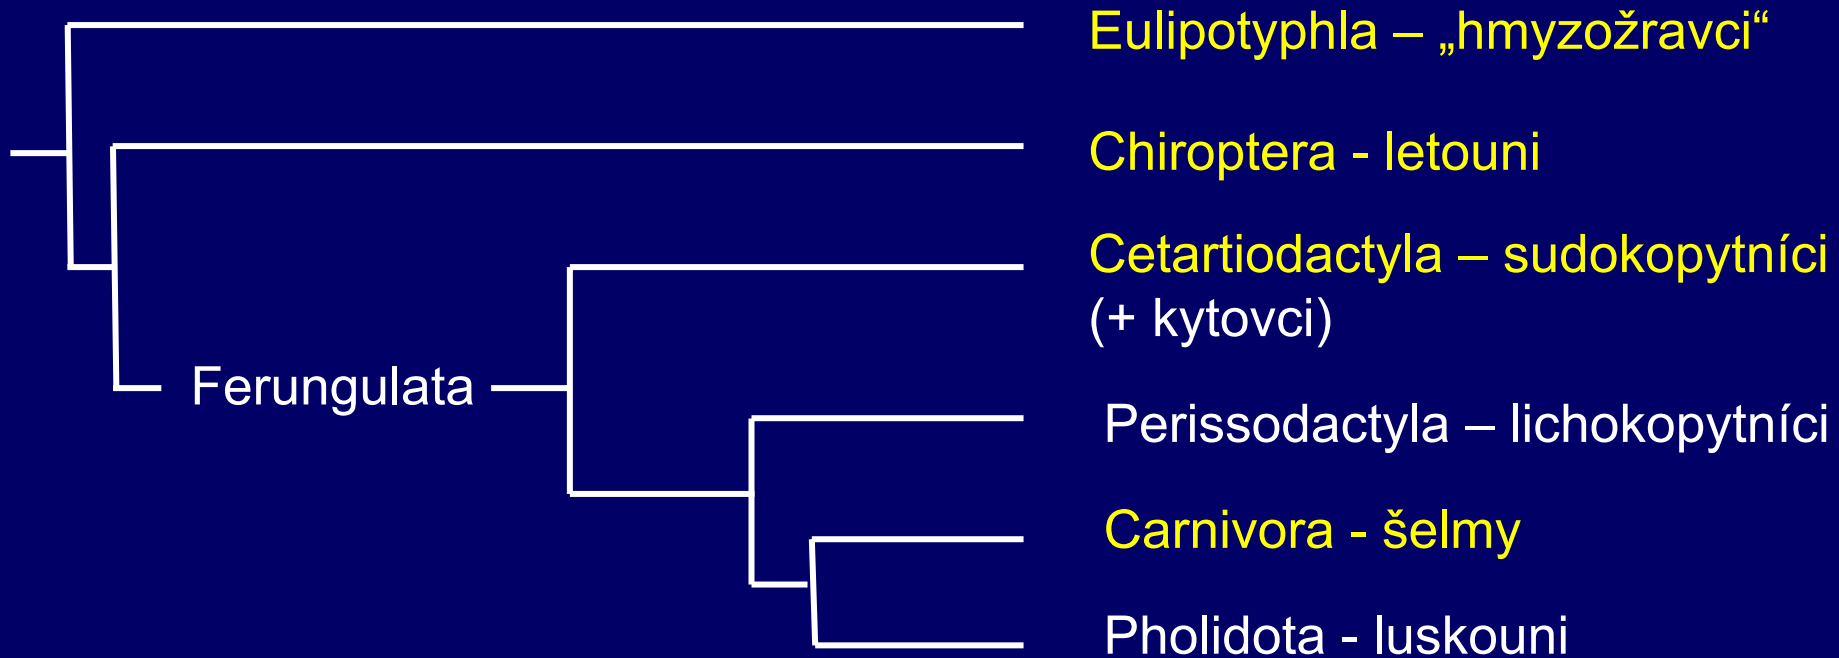 Eulipotyphla – „hmyzožravci“
Chiroptera - letouni
Cetartiodactyla – sudokopytníci
(+ kytovci)
Ferungulata
Perissodactyla – lichokopytníci
Carnivora - šelmy
Pholidota - luskouni